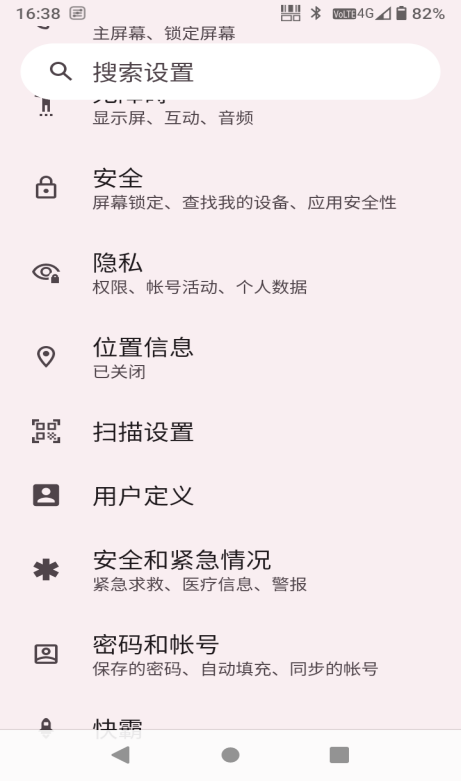 16:38 VoLTE 4G 82%
主屏幕、锁定屏幕
搜索设置
显示屏、互动、音频
安全
屏幕锁定、查找我的设备、应用安全性
隐私
权限、帐号活动、个人数据
位置信息
已关闭
扫描设置
用户定义
安全和紧急情况
紧急求救、医疗信息、警报
密码和帐号
保存的密码、自动填充、同步的帐号
快霸